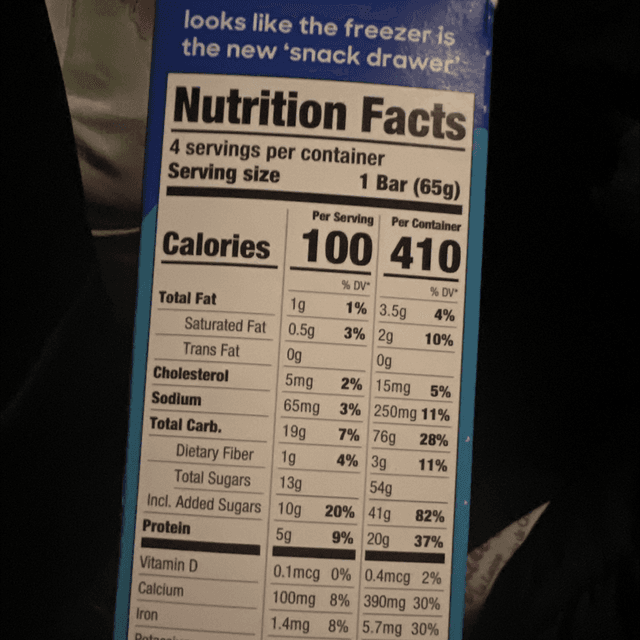 looks like the freezer is
the new ‘snack drawer’
Nutrition Facts
4 servings per container
Serving size 1 Bar (65g)
Per Serving Per Container
Calories 100 410
% DV* % DV*
Total Fat 1g 1% 3.5g 4%
Saturated Fat 0.5g 3% 2g 10%
Trans Fat 0g 0g
Cholesterol 5mg 2% 15mg 5%
Sodium 65mg 3% 250mg 11%
Total Carb. 19g 7% 76g 28%
Dietary Fiber 1g 4% 3g 11%
Total Sugars 13g 54g
Incl. Added Sugars 10g 20% 41g 82%
Protein 5g 9% 20g 37%
Vitamin D 0.1mcg 0% 0.4mcg 2%
Calcium 100mg 8% 390mg 30%
Iron 1.4mg 8% 5.7mg 30%